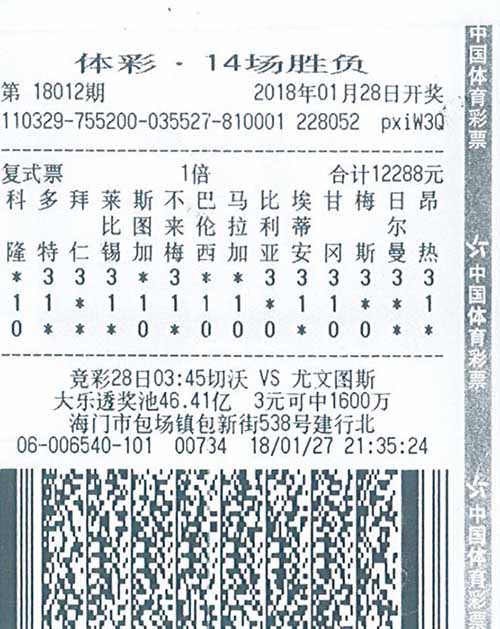 体彩·14场胜负
第 18012期 2018年01月28日开奖
110329-755200-035527-810001 228052 pxiW3Q
复式票 1倍 合计12288元
科 多 拜 莱 斯 不 巴 马 比 埃 甘 梅 日 昂
比 图 来 伦 拉 利 蒂 尔
隆 特 仁 锡 加 梅 西 加 亚 安 冈 斯 曼 热
* 3 3 3 * 3 * * 3 3 3 3 3 3
1 1 * 1 1 1 1 1 * 1 1 * * 1
0 * * * 0 * 0 0 0 * 0 0 * *
竞彩28日03:45切沃 VS 尤文图斯
大乐透奖池46.41亿 3元可中1600万
海门市包场镇包新街538号建行北
06-006540-101 00734 18/01/27 21:35:24
中国体育彩票
中国体育彩票
中国体育彩票